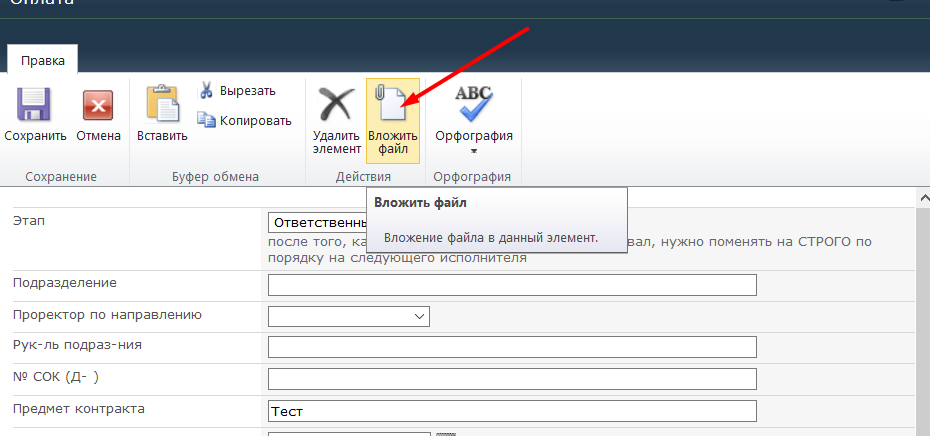 Оплата
Правка
Сохранить
Отмена
Вставить
Вырезать
Копировать
Удалить
элемент
Вложить
файл
ABC
Орфография
Сохранение
Буфер обмена
Действия
Орфография
Вложить файл
Вложение файла в данный элемент.
Этап
Ответственны
после того, ка
вал, нужно поменять на СТРОГО по
порядку на следующего исполнителя
Подразделение
Проректор по направлению
Рук-ль подраз-ния
№ СОК (Д- )
Предмет контракта
Тест